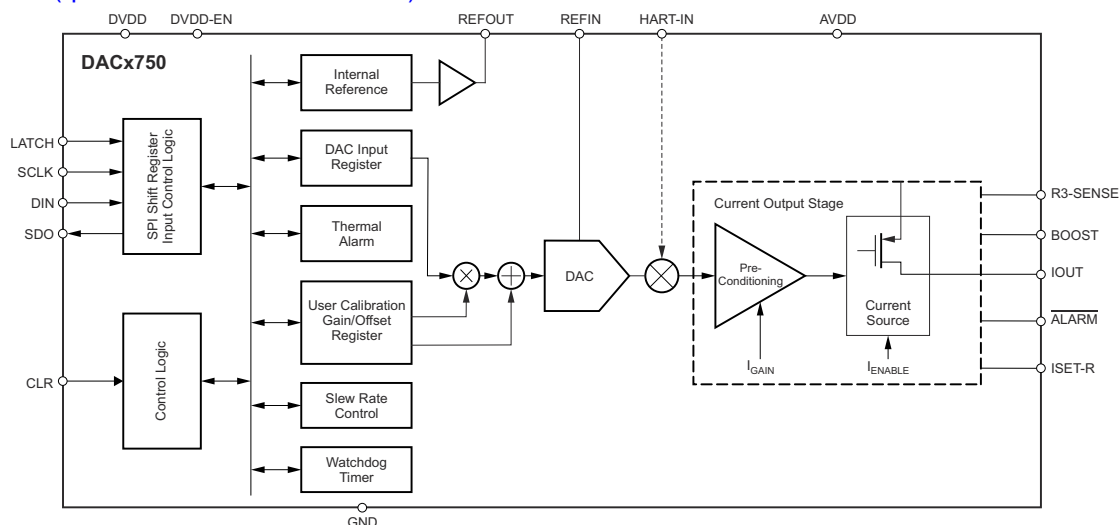 DVDD
DVDD-EN
REFOUT
REFIN
HART-IN
AVDD
DACx750
Internal
Reference
LATCH
SCLK
DIN
SDO
SPI Shift Register
Input Control Logic
DAC Input
Register
Thermal
Alarm
User Calibration
Gain/Offset
Register
DAC
Current Output Stage
Pre-
Conditioning
Current
Source
IGAIN
IENABLE
R3-SENSE
BOOST
IOUT
ALARM
ISET-R
CLR
Control Logic
Slew Rate
Control
Watchdog
Timer
GND